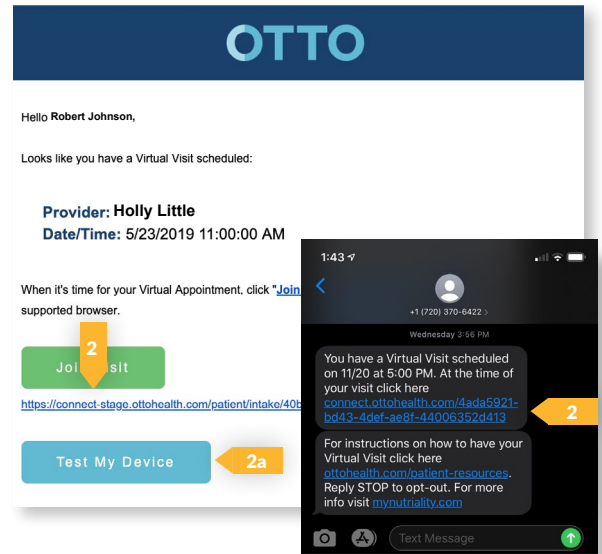 OTTO
Hello Robert Johnson,
Looks like you have a Virtual Visit scheduled:
Provider: Holly Little
Date/Time: 5/23/2019 11:00:00 AM
When it's time for your Virtual Appointment, click "Join
supported browser.
2
Join Visit
https://connect-stage.ottohealth.com/patient/intake/40b
Test My Device
2a
1:43
+1 (720) 370-6422 >
Wednesday 3:56 PM
You have a Virtual Visit scheduled
on 11/20 at 5:00 PM. At the time of
your visit click here
connect.ottohealth.com/4ada5921-
bd43-4def-ae8f-44006352d413
2
For instructions on how to have your
Virtual Visit click here
ottohealth.com/patient-resources.
Reply STOP to opt-out. For more
info visit mynutriality.com
Text Message